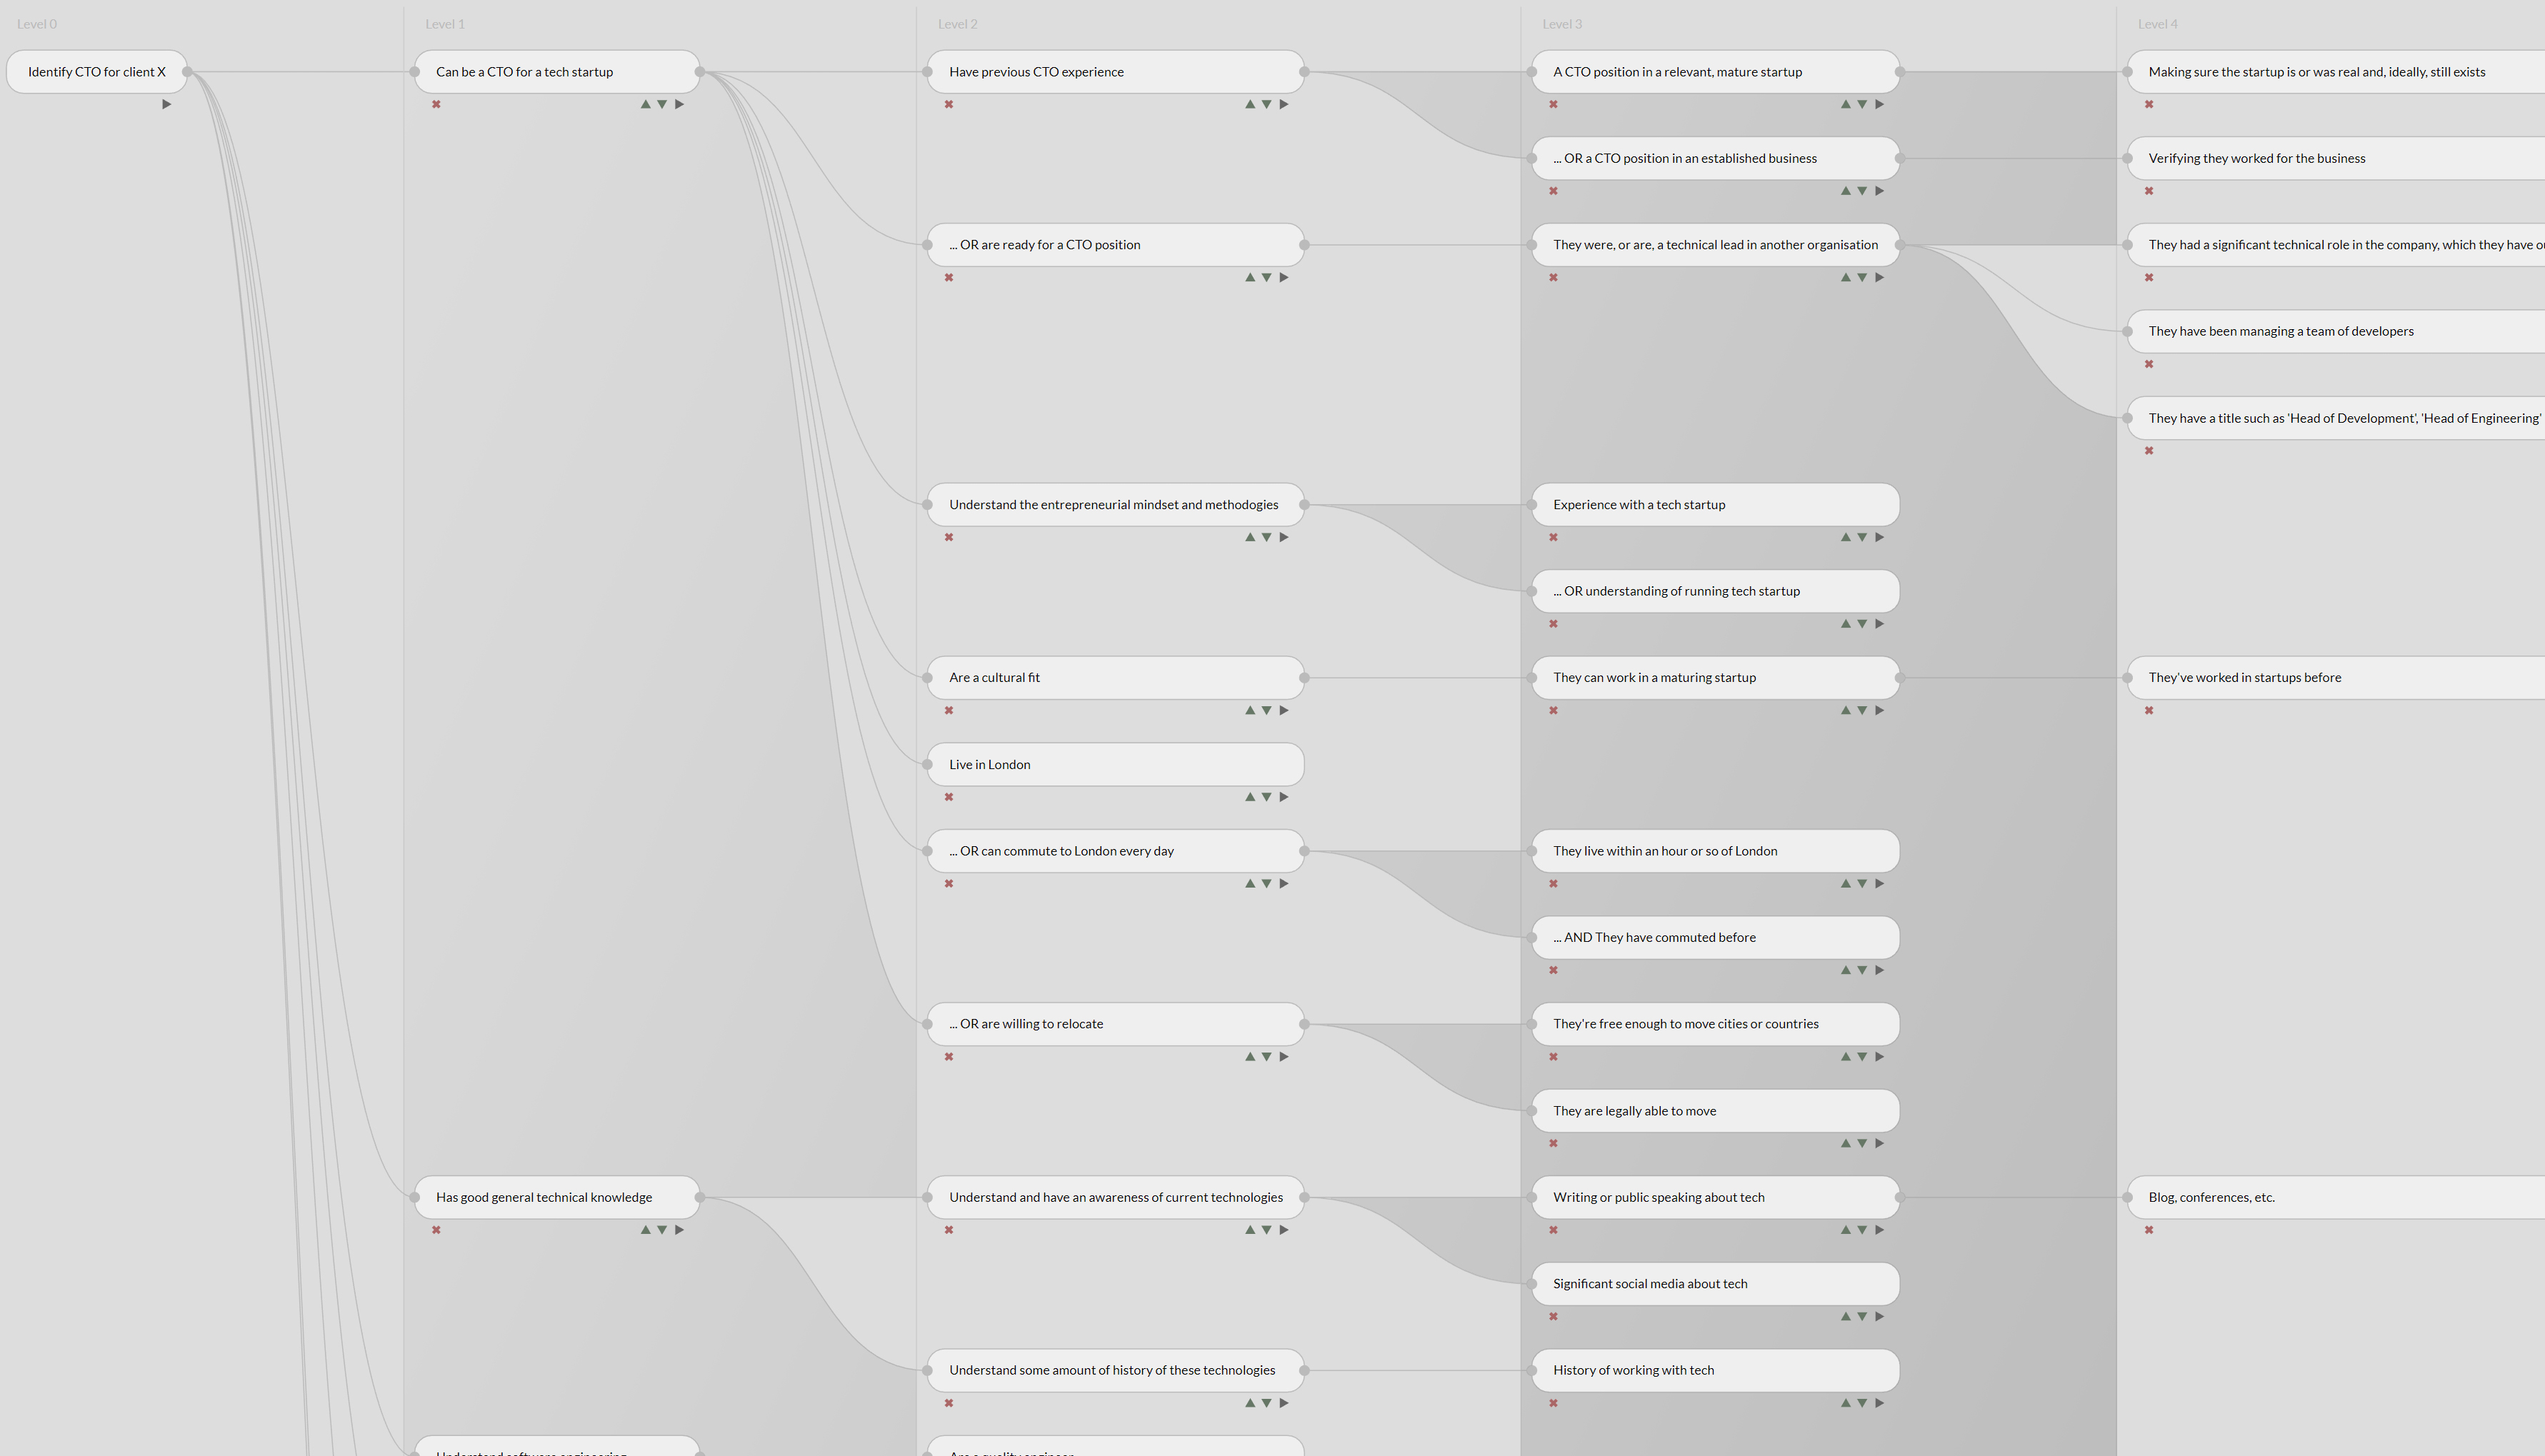 Level 0
Level 1
Level 2
Level 3
Level 4
Identify CTO for client X
Can be a CTO for a tech startup
Have previous CTO experience
A CTO position in a relevant, mature startup
Making sure the startup is or was real and, ideally, still exists
... OR a CTO position in an established business
Verifying they worked for the business
... OR are ready for a CTO position
They were, or are, a technical lead in another organisation
They had a significant technical role in the company, which they have
They have been managing a team of developers
They have a title such as 'Head of Development', 'Head of Engineering'
Understand the entrepreneurial mindset and methodogies
Experience with a tech startup
... OR understanding of running tech startup
Are a cultural fit
They can work in a maturing startup
They've worked in startups before
Live in London
... OR can commute to London every day
They live within an hour or so of London
... AND They have commuted before
... OR are willing to relocate
They're free enough to move cities or countries
They are legally able to move
Has good general technical knowledge
Understand and have an awareness of current technologies
Writing or public speaking about tech
Blog, conferences, etc.
Significant social media about tech
Understand some amount of history of these technologies
History of working with tech
Understand software engineering
Are a quality engineer